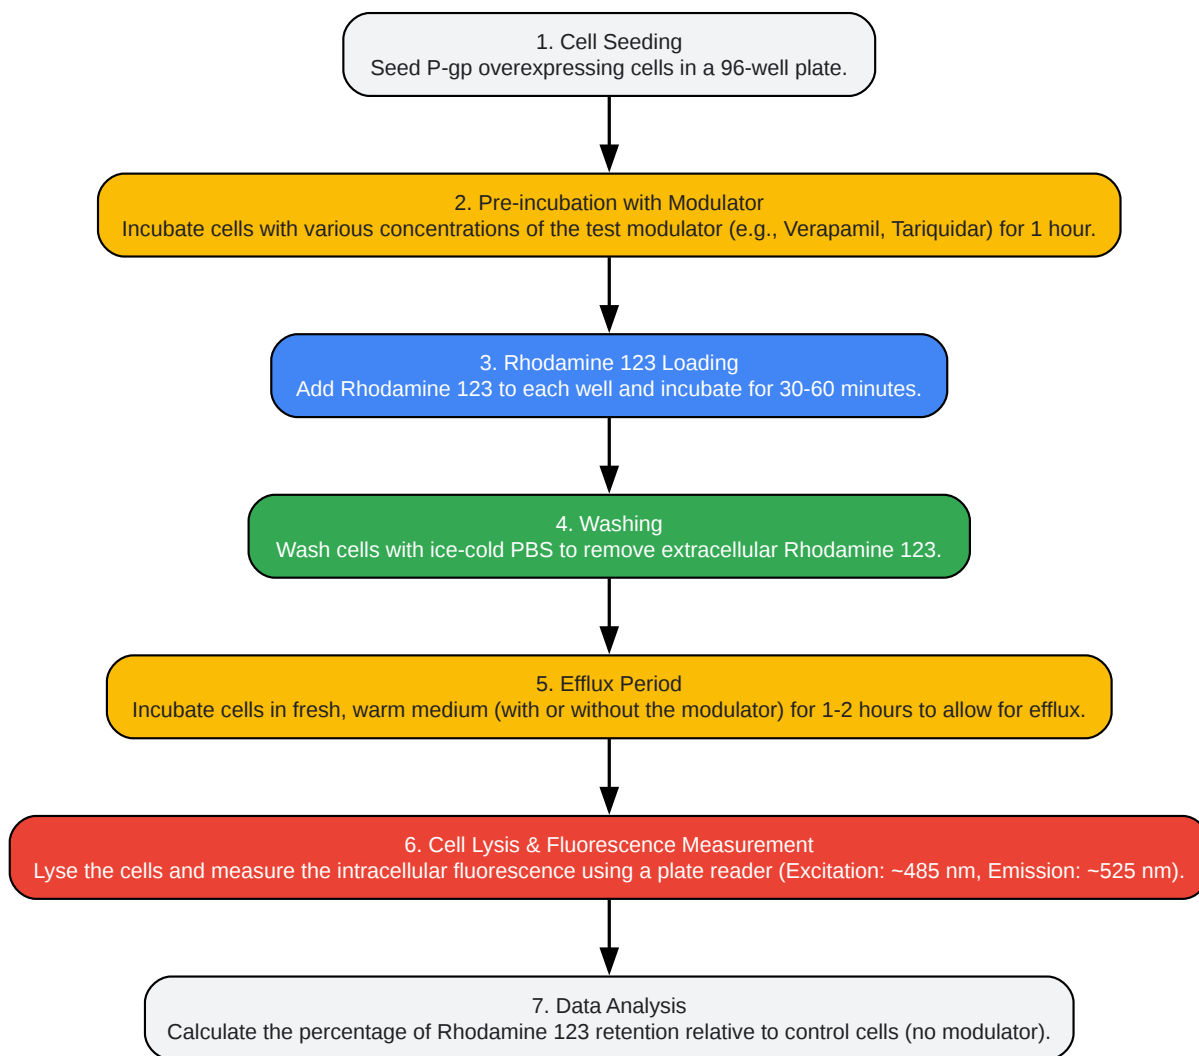 1. Cell Seeding
Seed P-gp overexpressing cells in a 96-well plate.
2. Pre-incubation with Modulator
Incubate cells with various concentrations of the test modulator (e.g., Verapamil, Tariquidar) for 1 hour.
3. Rhodamine 123 Loading
Add Rhodamine 123 to each well and incubate for 30-60 minutes.
4. Washing
Wash cells with ice-cold PBS to remove extracellular Rhodamine 123.
5. Efflux Period
Incubate cells in fresh, warm medium (with or without the modulator) for 1-2 hours to allow for efflux.
6. Cell Lysis & Fluorescence Measurement
Lyse the cells and measure the intracellular fluorescence using a plate reader (Excitation: ~485 nm, Emission: ~525 nm).
7. Data Analysis
Calculate the percentage of Rhodamine 123 retention relative to control cells (no modulator).